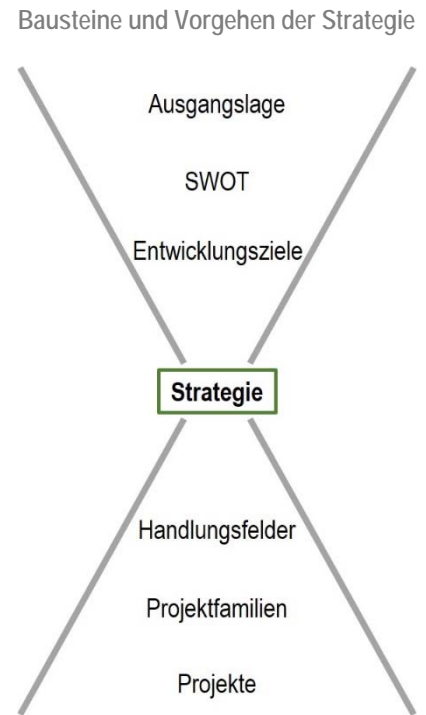 Bausteine und Vorgehen der Strategie
Ausgangslage
SWOT
Entwicklungsziele
Strategie
Handlungsfelder
Projektfamilien
Projekte